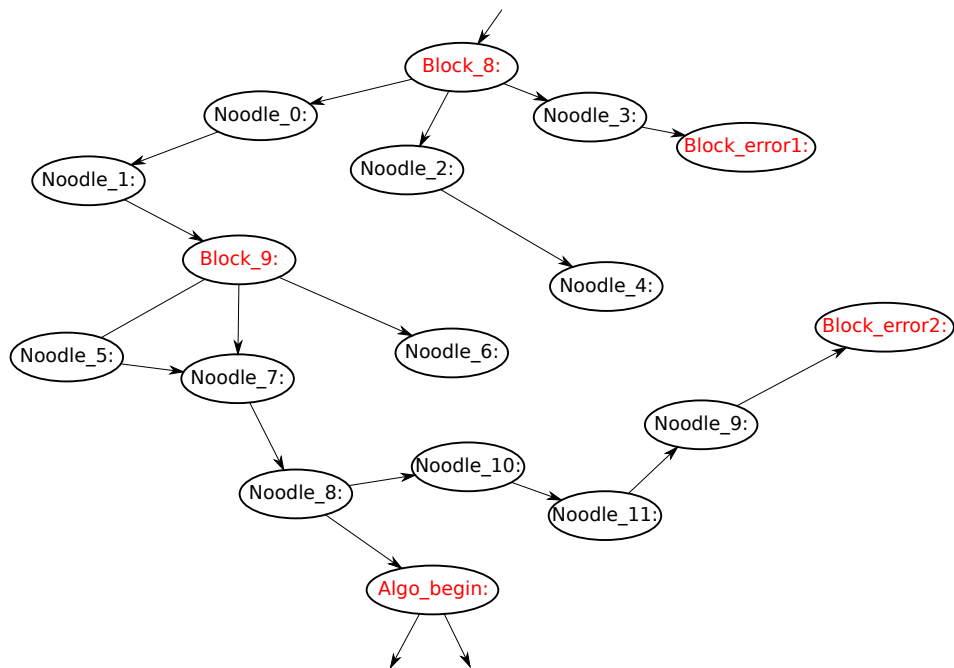 Block_8:
Noodle_0:
Noodle_3:
Block_error1:
Noodle_2:
Noodle_1:
Block_9:
Noodle_4:
Block_error2:
Noodle_5:
Noodle_6:
Noodle_7:
Noodle_9:
Noodle_10:
Noodle_8:
Noodle_11:
Algo_begin: